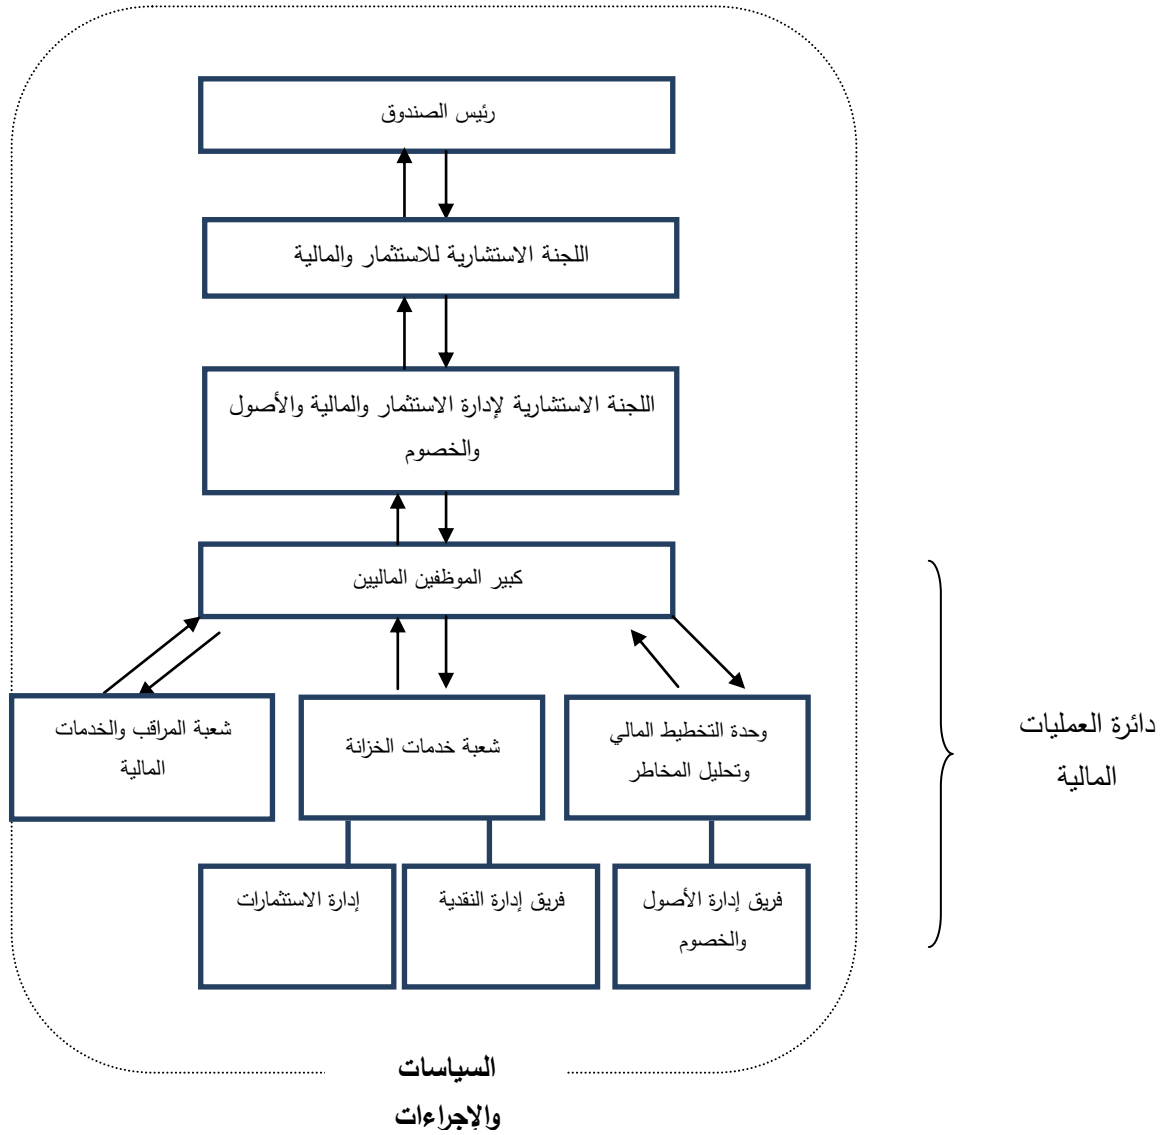 رئيس الصندوق
اللجنة الاستشارية للاستثمار والمالية
اللجنة الاستشارية لإدارة الاستثمار والمالية والأصول
والخصوم
كبير الموظفين الماليين
وحدة التخطيط المالي
وتحليل المخاطر
شعبة خدمات الخزانة
شعبة المراقب والخدمات
المالية
دائرة العمليات
المالية
فريق إدارة الأصول
والخصوم
فريق إدارة النقدية
إدارة الاستثمارات
السياسات
والإجراءات